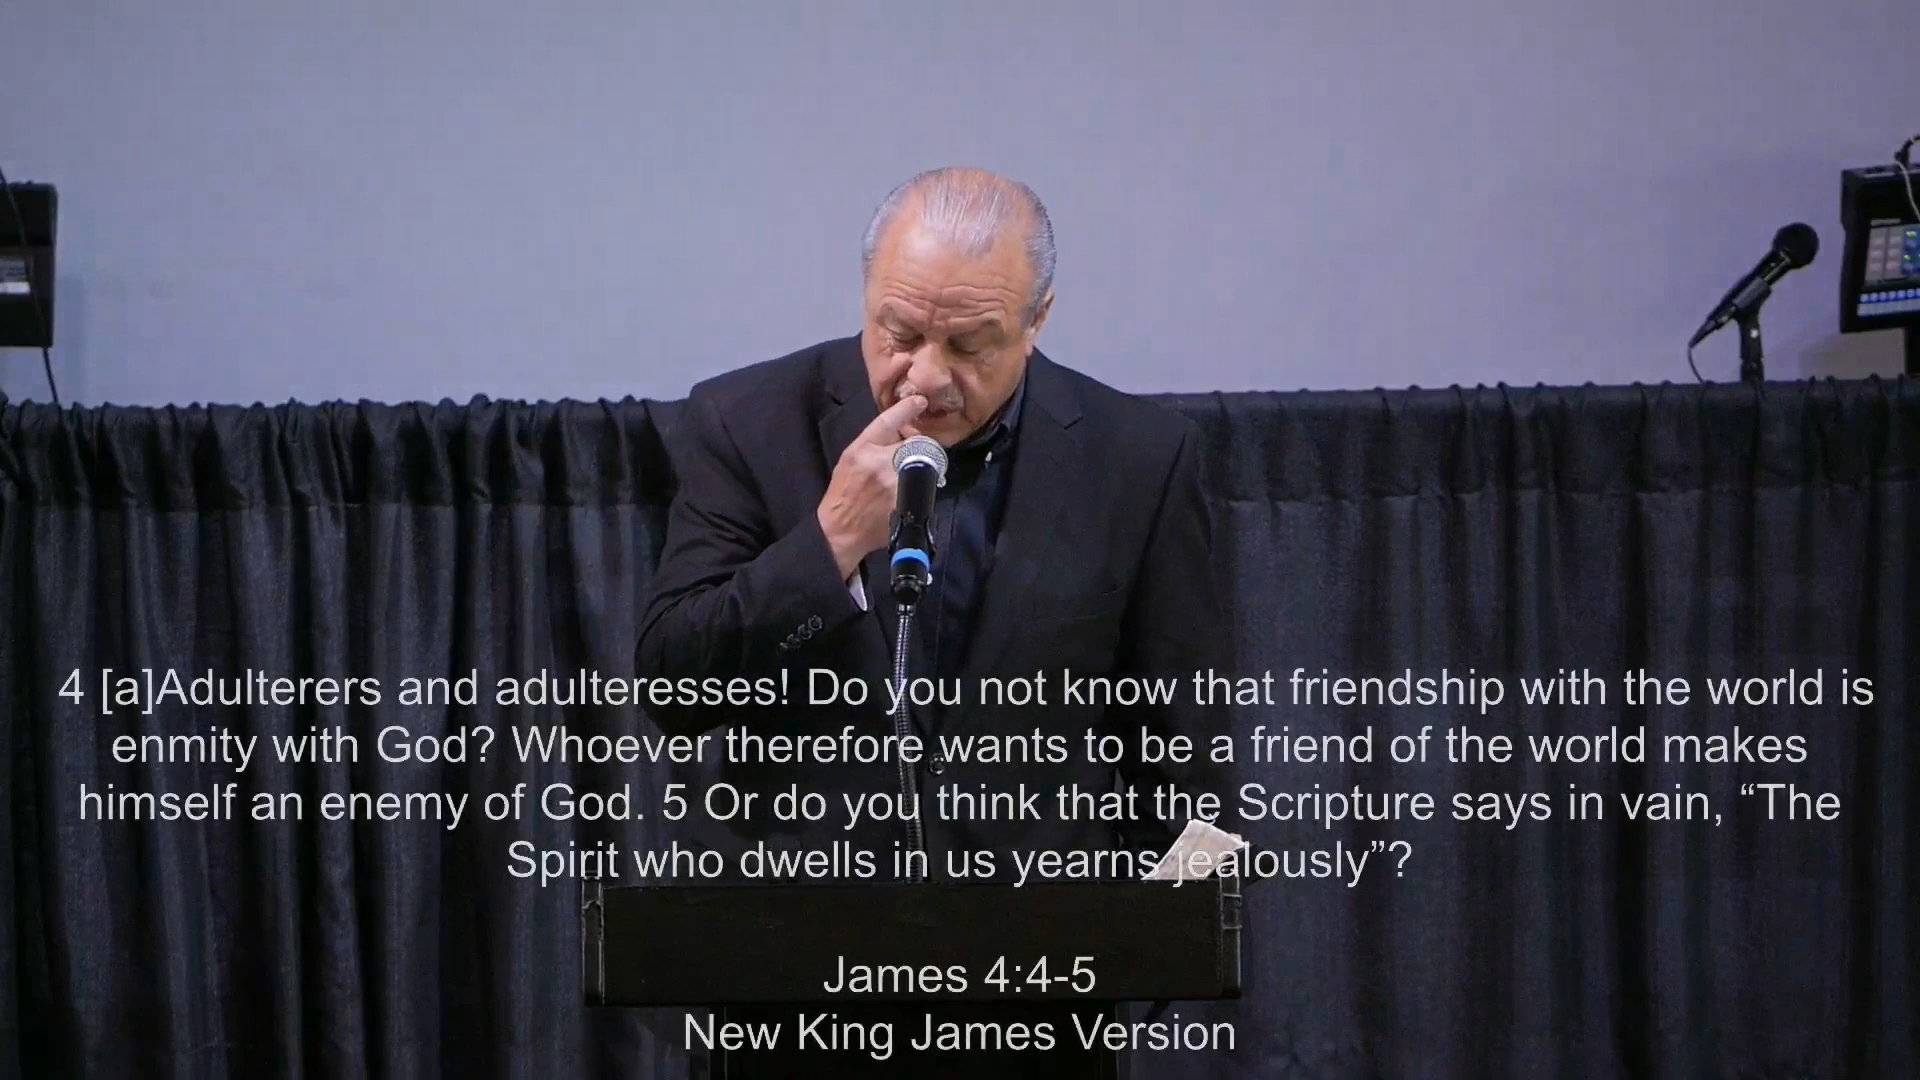 4 [a]Adulterers and adulteresses! Do you not know that friendship with the world is
enmity with God? Whoever therefore wants to be a friend of the world makes
himself an enemy of God. 5 Or do you think that the Scripture says in vain, “The
Spirit who dwells in us yearns jealously”?
James 4:4-5
New King James Version